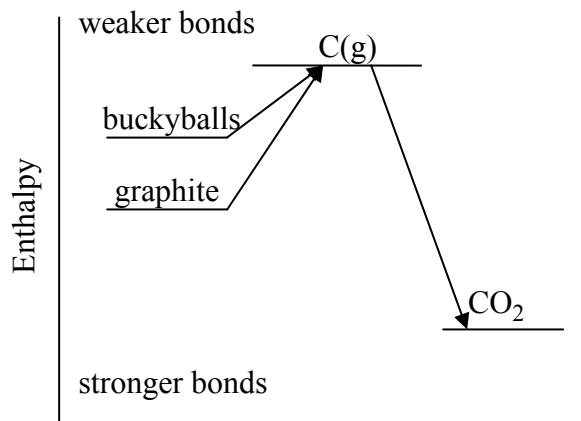 weaker bonds
C(g)
buckyballs
graphite
Enthalpy
CO₂
stronger bonds